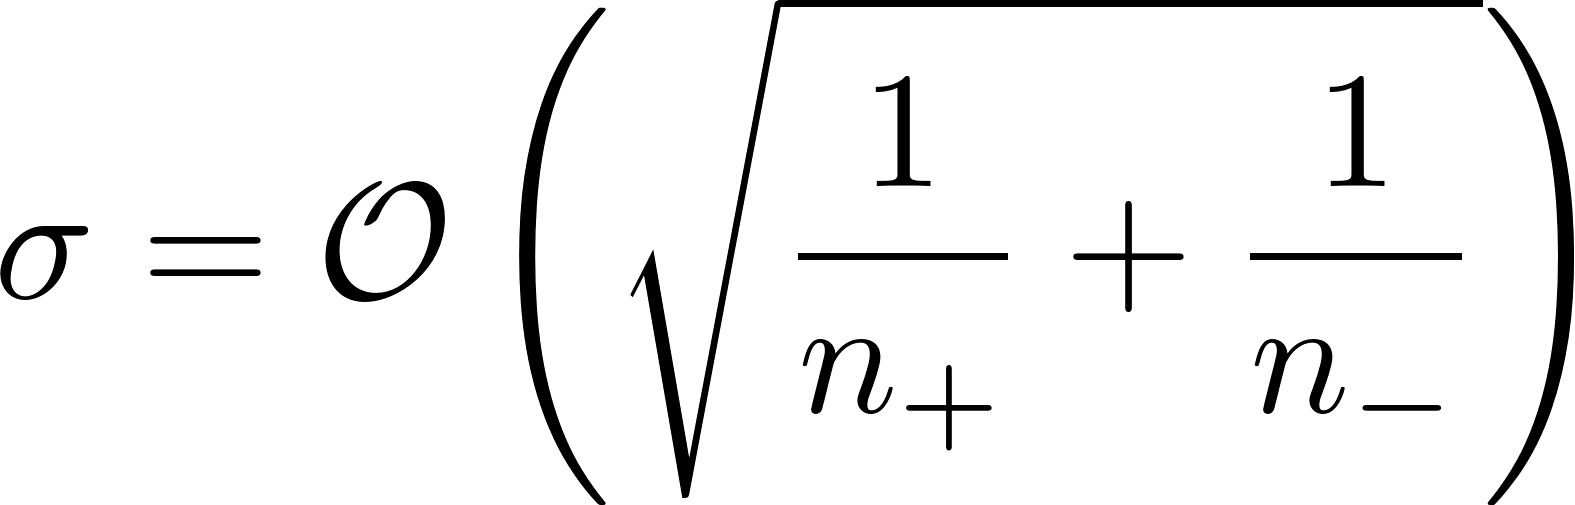 σ = 𝒪(√(1/n₊ + 1/n₋))